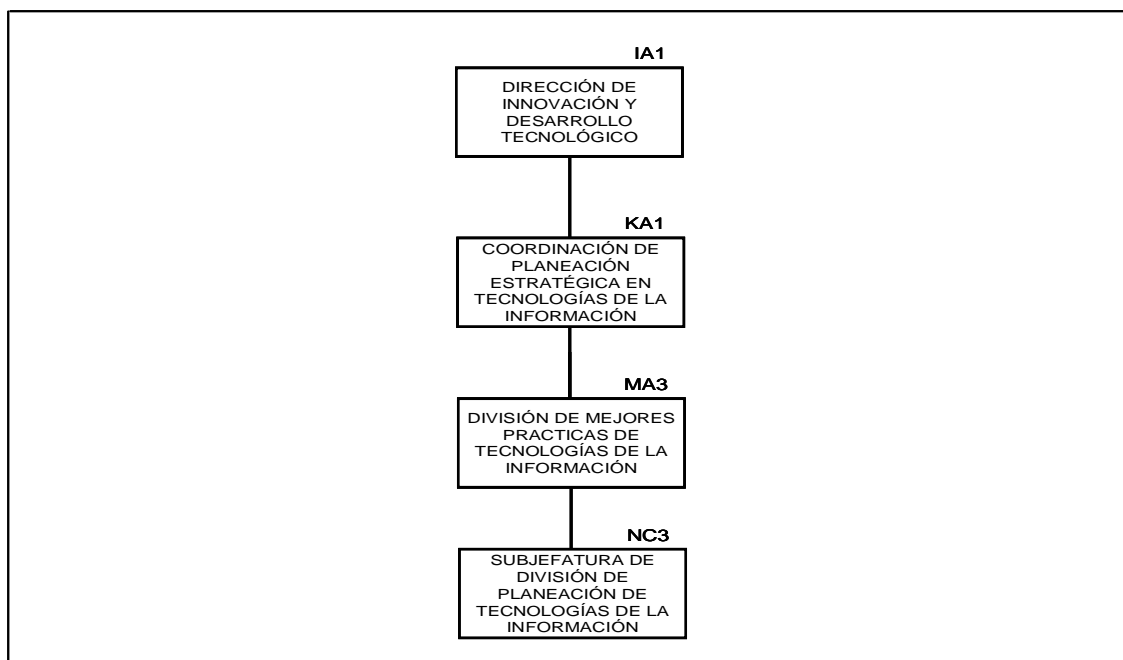 IA1
DIRECCIÓN DE
INNOVACIÓN Y
DESARROLLO
TECNOLÓGICO
KA1
COORDINACIÓN DE
PLANEACIÓN
ESTRATÉGICA EN
TECNOLOGÍAS DE LA
INFORMACIÓN
MA3
DIVISIÓN DE MEJORES
PRACTICAS DE
TECNOLOGÍAS DE LA
INFORMACIÓN
NC3
SUBJEFATURA DE
DIVISIÓN DE
PLANEACIÓN DE
TECNOLOGÍAS DE LA
INFORMACIÓN